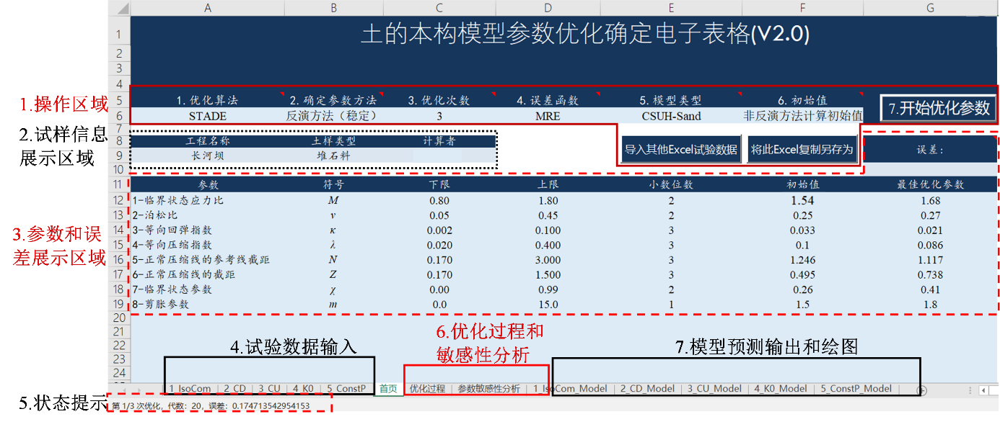 A B C D E F G
1 土的本构模型参数优化确定电子表格(V2.0)
2
3
4
1.操作区域
5 1. 优化算法 2. 确定参数方法 3. 优化次数 4. 误差函数 5. 模型类型 6. 初始值 7.开始优化参数
6 STADE 反演方法（稳定） 3 MRE CSUH-Sand 非反演方法计算初始值
7
2.试样信息
展示区域
8 工程名称 土样类型 计算者 导入其他Excel试验数据 将此Excel复制另存为 误差:
9 长河坝 堆石料
10
11 参数 符号 下限 上限 小数位数 初始值 最佳优化参数
12 1-临界状态应力比 M 0.80 1.80 2 1.54 1.68
13 2-泊松比 ν 0.05 0.45 2 0.25 0.27
3.参数和误
差展示区域
14 3-等向回弹指数 κ 0.002 0.100 3 0.033 0.021
15 4-等向压缩指数 λ 0.020 0.400 3 0.1 0.086
16 5-正常压缩线的参考线截距 N 0.170 3.000 3 1.246 1.117
17 6-正常压缩线的截距 Z 0.170 1.500 3 0.495 0.738
18 7-临界状态参数 χ 0.00 0.99 2 0.26 0.41
19 8-剪胀参数 m 0.0 15.0 1 1.5 1.8
20
21
22
23
24
4.试验数据输入
6.优化过程和
敏感性分析
7.模型预测输出和绘图
1_IsoCom 2_CD 3_CU 4_K0 5_ConstP 首页 优化过程 参数敏感性分析 1_IsoCom_Model 2_CD_Model 3_CU_Model 4_K0_Model 5_ConstP_Model
5.状态提示
第 1/3 次优化，代数：20，误差：0.174713542954153